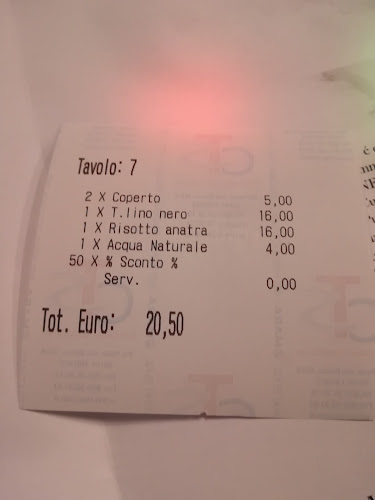 Tavolo: 7
2 X Coperto 5,00
1 X T.lino nero 16,00
1 X Risotto anatra 16,00
1 X Acqua Naturale 4,00
50 X % Sconto %
Serv. 0,00
Tot. Euro: 20,50